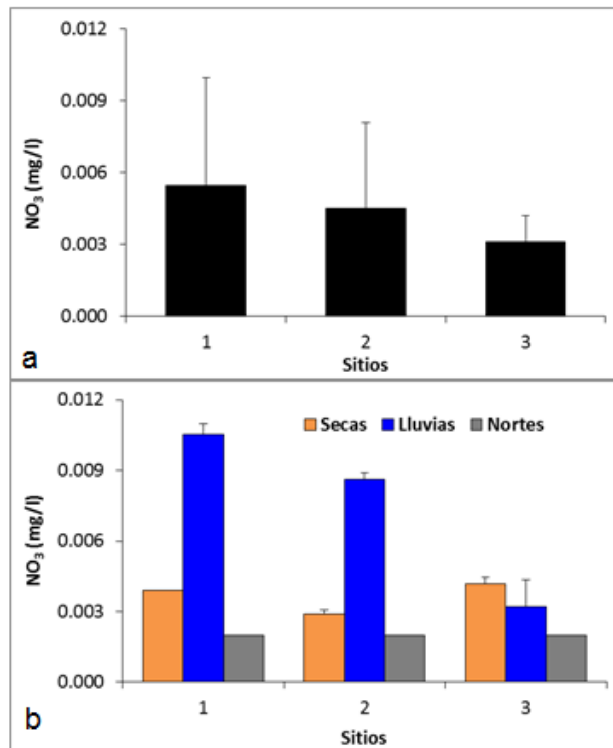 0.012
0.009
0.006
0.003
0.000
NO3 (mg/l)
1 2 3
Sitios
a
0.012
0.009
0.006
0.003
0.000
NO3 (mg/l)
Secas Lluvias Nortes
1 2 3
Sitios
b